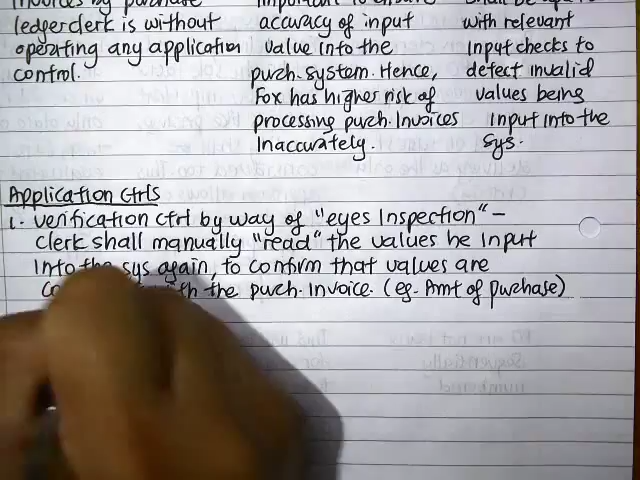 Invoices by purchase
ledger clerk is without
operating any application
control.
important to ensure
accuracy of input
value into the
purch. system. Hence,
Fox has higher risk of
processing purch. Invoices
Inaccurately.
with relevant
Input checks to
detect invalid
values being
input into the
sys.
Application Ctrls
1. verification ctrl by way of "eyes Inspection" –
clerk shall manually "read" the values he input
Into the sys again, to confirm that values are
with the purch. Invoice. (eg. Amt of purchase)